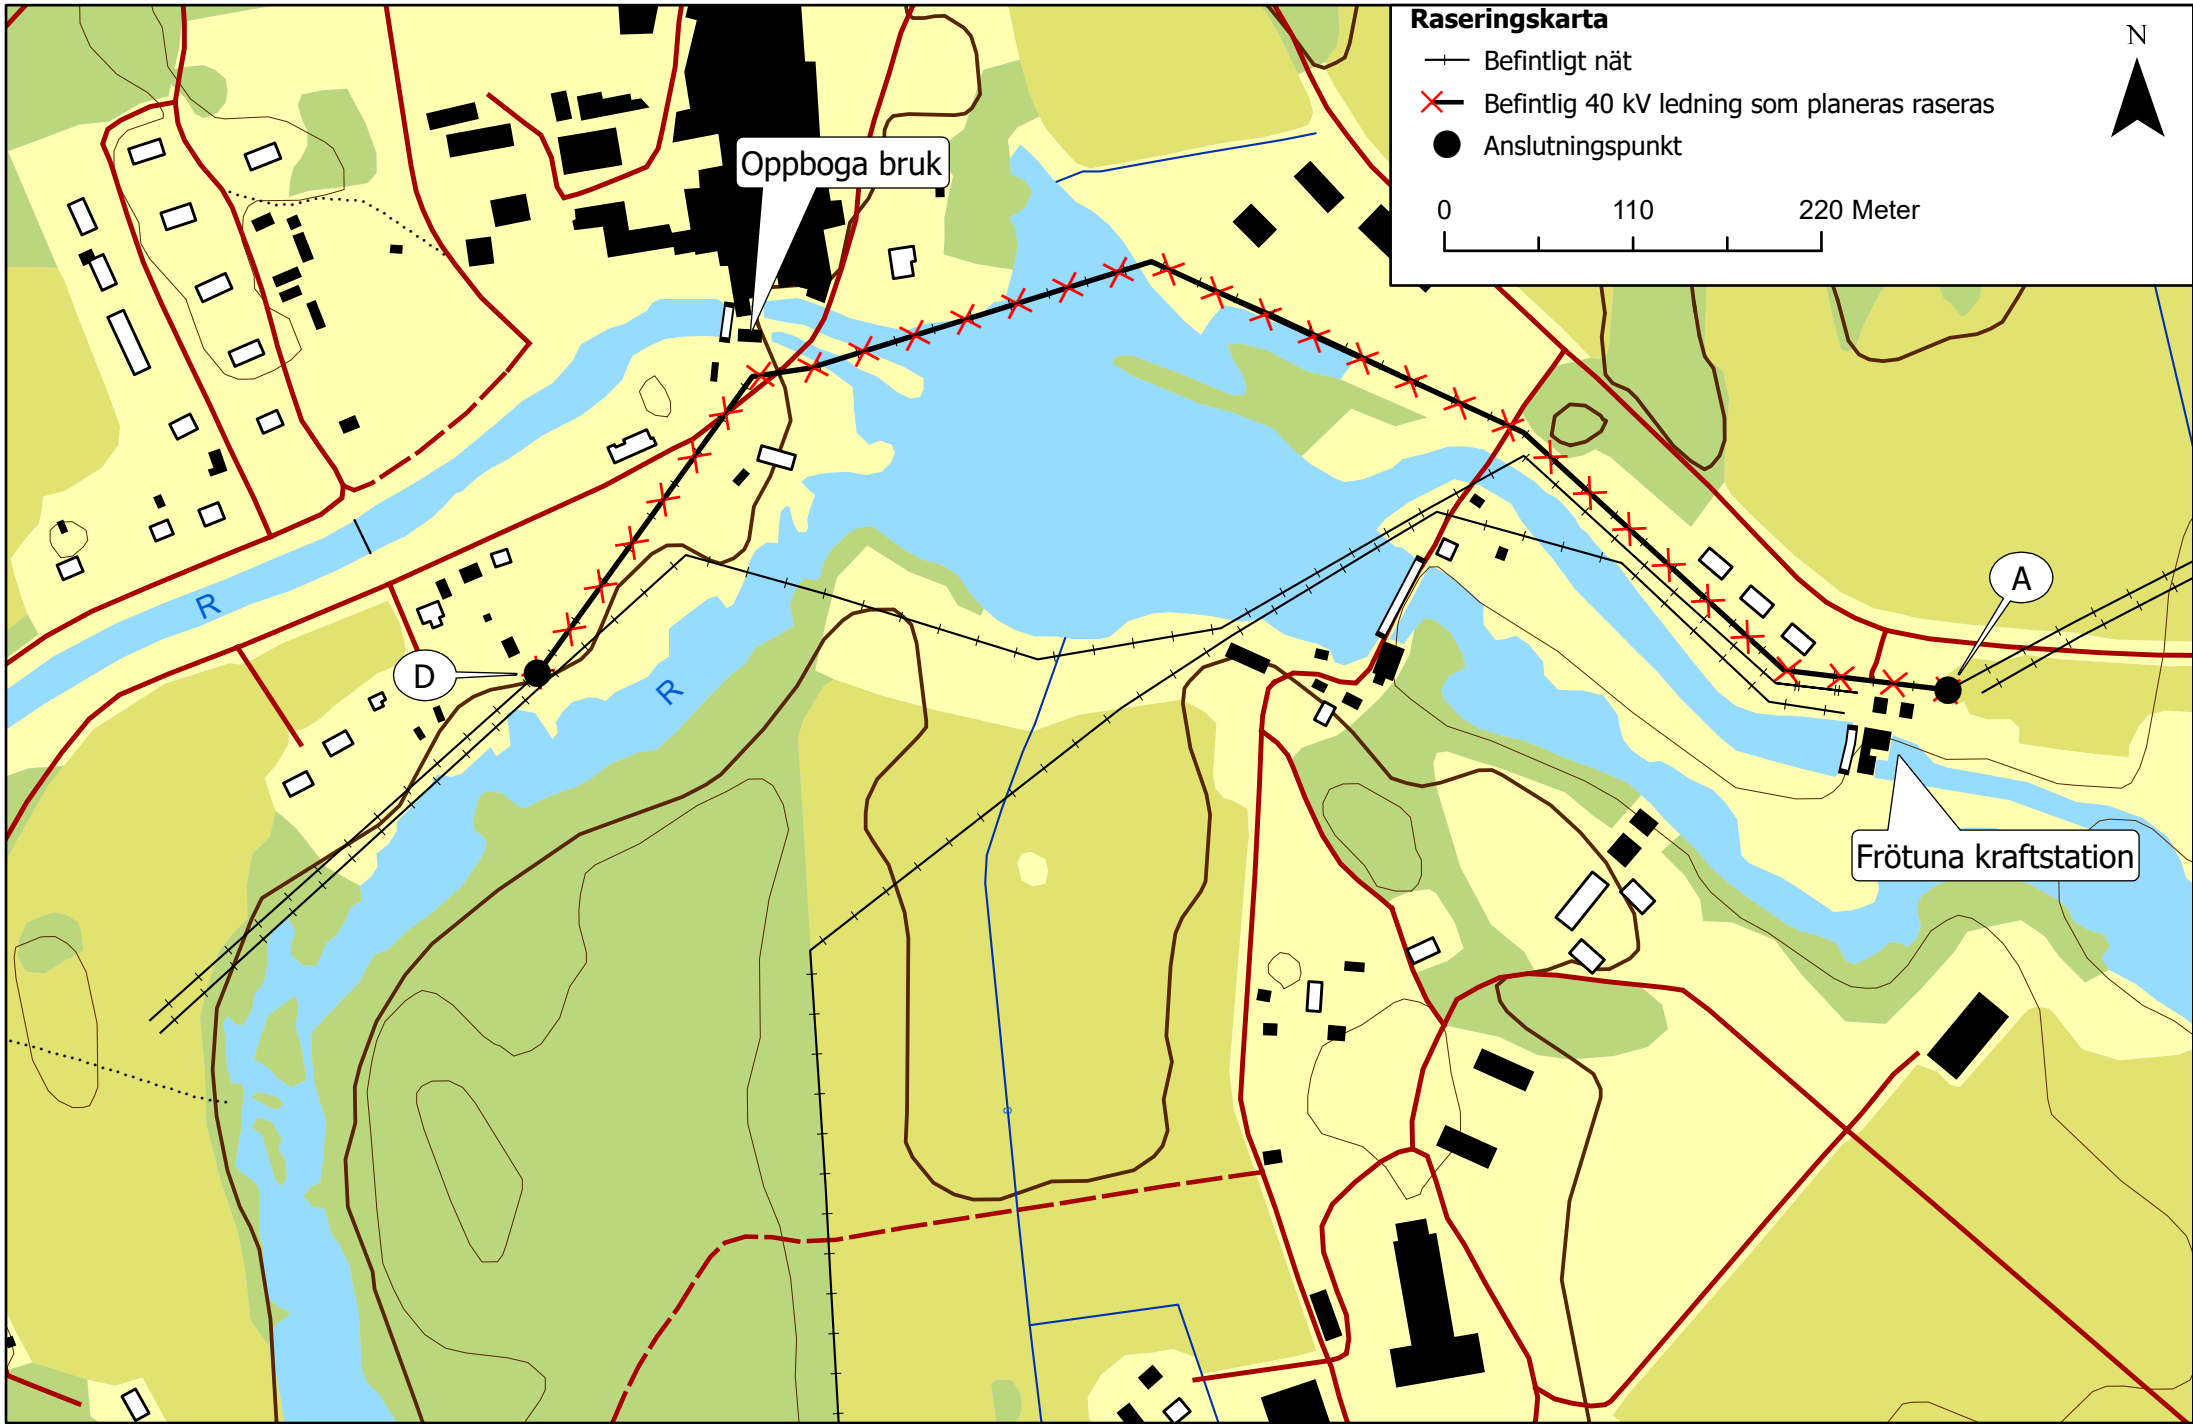 Raseringskarta
N
Befintligt nät
Befintlig 40 kV ledning som planeras raseras
Anslutningspunkt
0 110 220 Meter
Oppboga bruk
A
R
D
R
Frötuna kraftstation